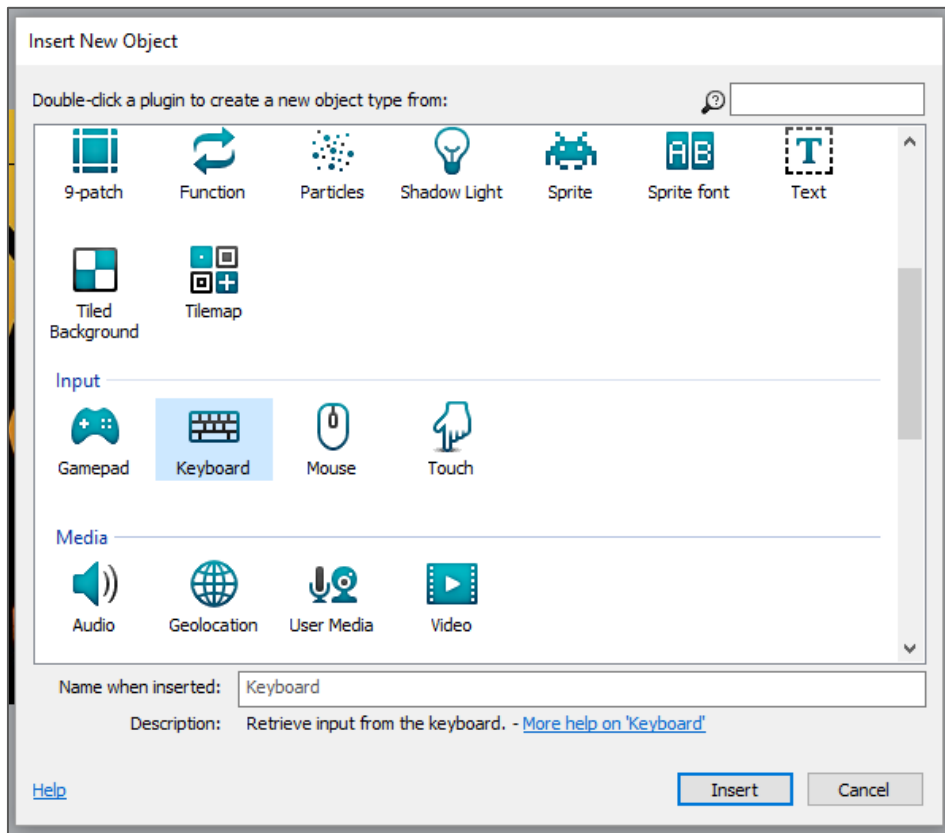 Insert New Object
Double-click a plugin to create a new object type from:
9-patch Function Particles Shadow Light Sprite Sprite font Text
Tiled Background Tilemap
Input
Gamepad Keyboard Mouse Touch
Media
Audio Geolocation User Media Video
Name when inserted: Keyboard
Description: Retrieve input from the keyboard. - More help on 'Keyboard'
Help Insert Cancel